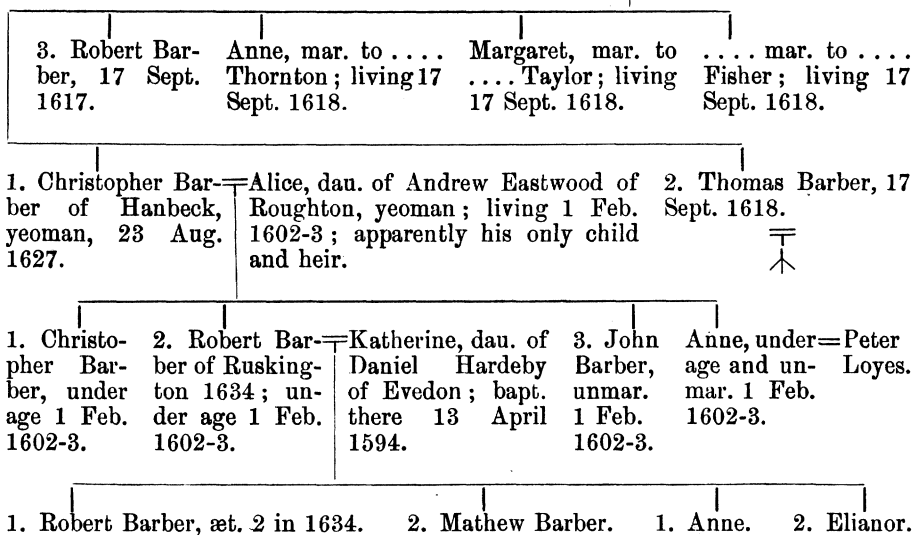 3. Robert Bar-
ber, 17 Sept.
1617.
Anne, mar. to ....
Thornton; living 17
Sept. 1618.
Margaret, mar. to
.... Taylor; living
17 Sept. 1618.
.... mar. to ....
Fisher; living 17
Sept. 1618.
1. Christopher Bar-
ber of Hanbeck,
yeoman, 23 Aug.
1627.
Alice, dau. of Andrew Eastwood of
Roughton, yeoman; living 1 Feb.
1602-3; apparently his only child
and heir.
2. Thomas Barber, 17
Sept. 1618.
1. Christo-
pher Bar-
ber, under
age 1 Feb.
1602-3.
2. Robert Bar-
ber of Rusking-
ton 1634; un-
der age 1 Feb.
1602-3.
Katherine, dau. of
Daniel Hardeby
of Evedon; bapt.
there 13 April
1594.
3. John
Barber,
unmar.
1 Feb.
1602-3.
Anne, under
age and un-
mar. 1 Feb.
1602-3.
Peter
Loyes.
1. Robert Barber, æt. 2 in 1634.
2. Mathew Barber.
1. Anne.
2. Elianor.